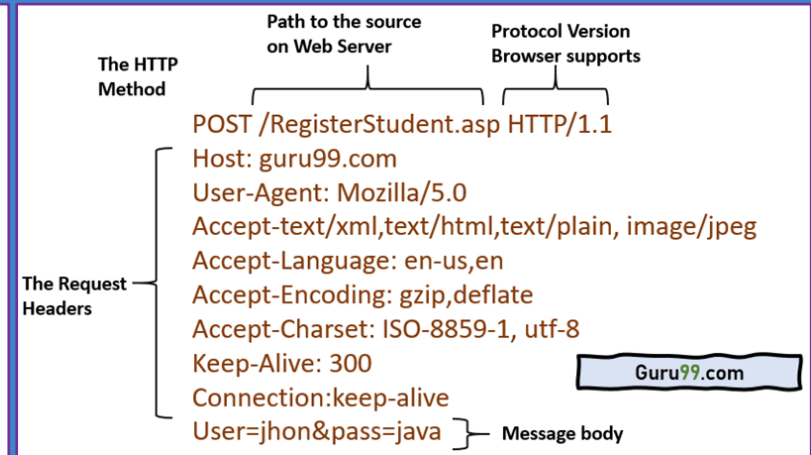 Path to the source
on Web Server
Protocol Version
Browser supports
The HTTP
Method
POST /RegisterStudent.asp HTTP/1.1
Host: guru99.com
User-Agent: Mozilla/5.0
Accept-text/xml,text/html,text/plain, image/jpeg
Accept-Language: en-us,en
The Request
Headers
Accept-Encoding: gzip,deflate
Accept-Charset: ISO-8859-1, utf-8
Keep-Alive: 300
Guru99.com
Connection:keep-alive
User=jhon&pass=java
Message body